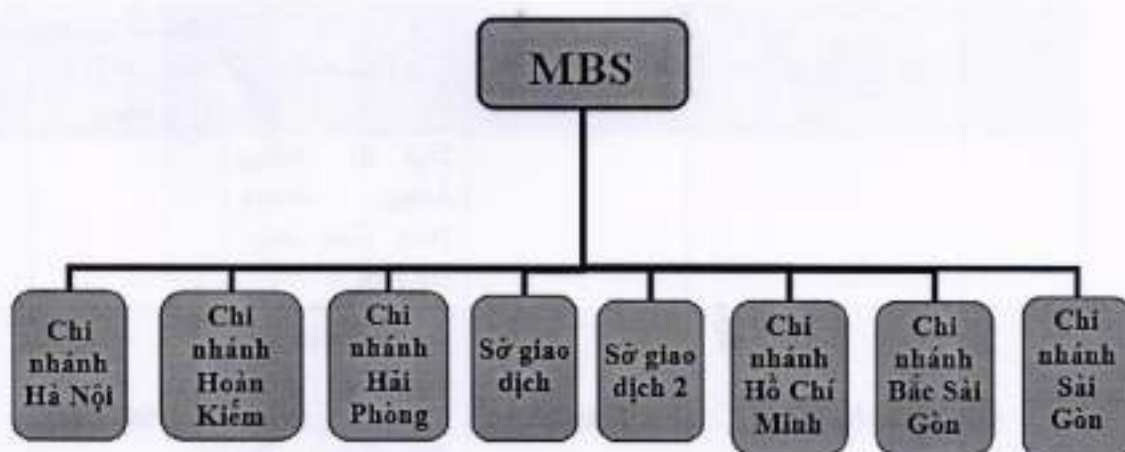 MBS
Chi
nhánh
Hà Nội
Chi
nhánh
Hoàn
Kiếm
Chi
nhánh
Hải
Phòng
Sở giao
dịch
Sở giao
dịch 2
Chi
nhánh
Hồ Chí
Minh
Chi
nhánh
Bắc Sài
Gòn
Chi
nhánh
Sài
Gòn